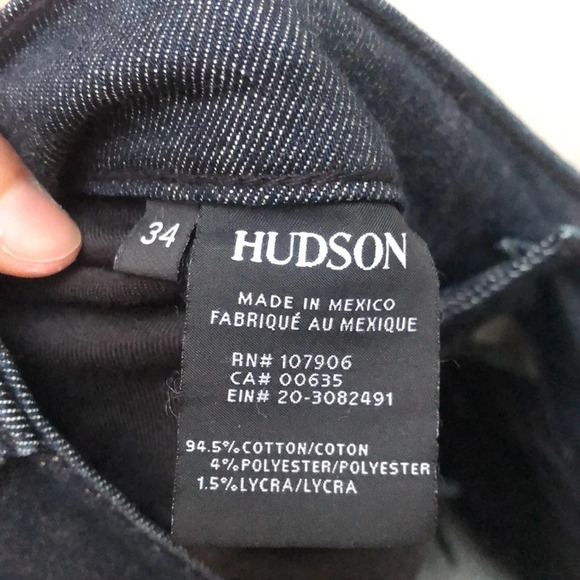 34
HUDSON
MADE IN MEXICO
FABRIQUÉ AU MEXIQUE
RN# 107906
CA# 00635
EIN# 20-3082491
94.5% COTTON/COTON
4% POLYESTER/POLYESTER
1.5% LYCRA/LYCRA